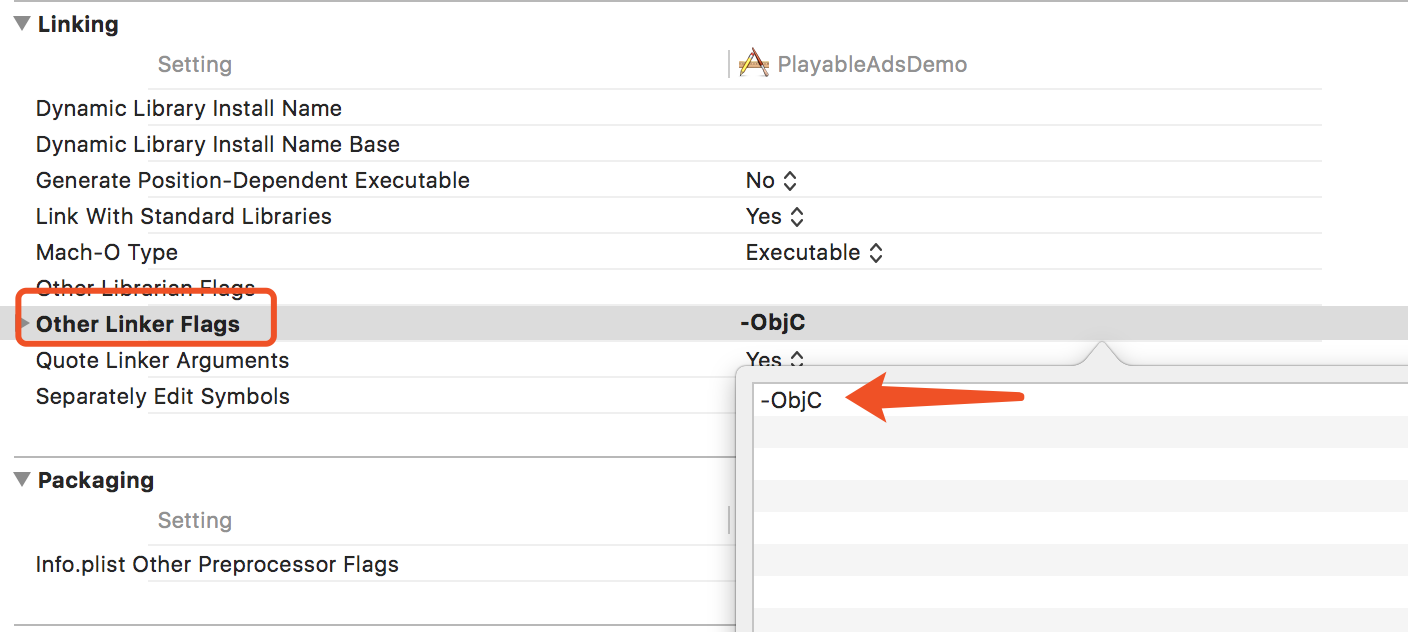 Linking
Setting PlayableAdsDemo
Dynamic Library Install Name
Dynamic Library Install Name Base
Generate Position-Dependent Executable No
Link With Standard Libraries Yes
Mach-O Type Executable
Other Librarian Flags
Other Linker Flags -ObjC
Quote Linker Arguments Yes
-ObjC
Separately Edit Symbols
Packaging
Setting
Info.plist Other Preprocessor Flags